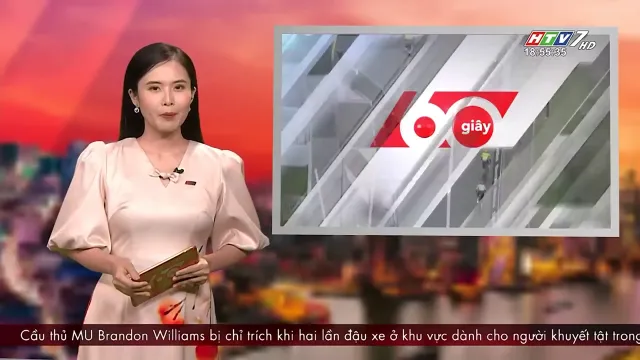 HTV7 HD
18:55:35
60 giây
Cầu thủ MU Brandon Williams bị chỉ trích khi hai lần đậu xe ở khu vực dành cho người khuyết tật trong